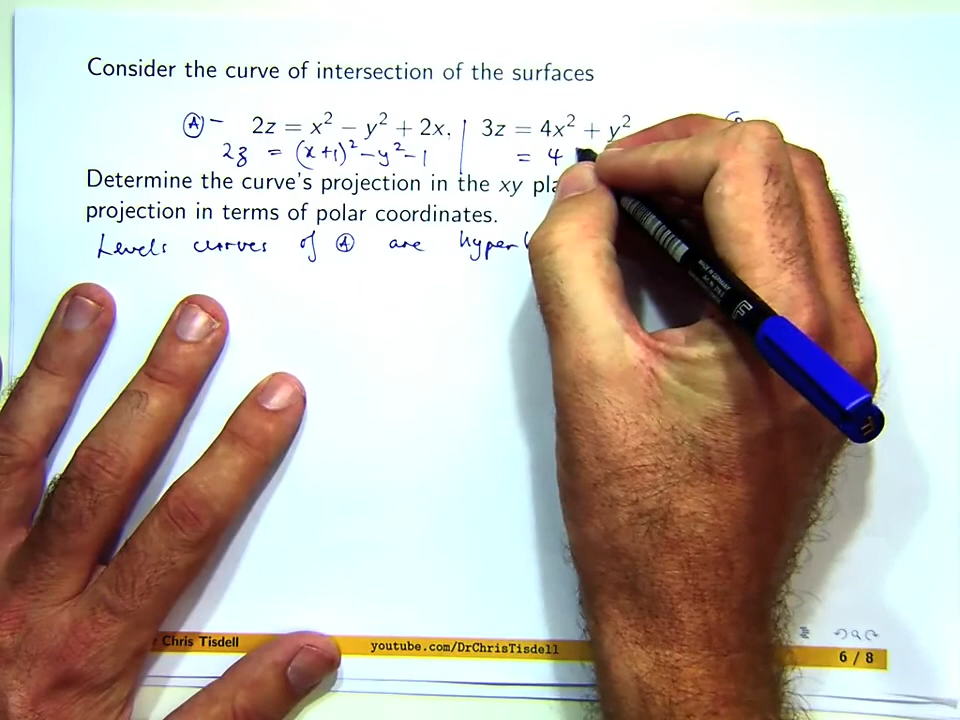 Consider the curve of intersection of the surfaces
Ⓐ – 2z = x² − y² + 2x, | 3z = 4x² + y²
2z = (x+1)² − y² − 1 | = 4
Determine the curve's projection in the xy
projection in terms of polar coordinates.
Levels curves of Ⓐ are
Chris Tisdell youtube.com/DrChrisTisdell
6 / 8